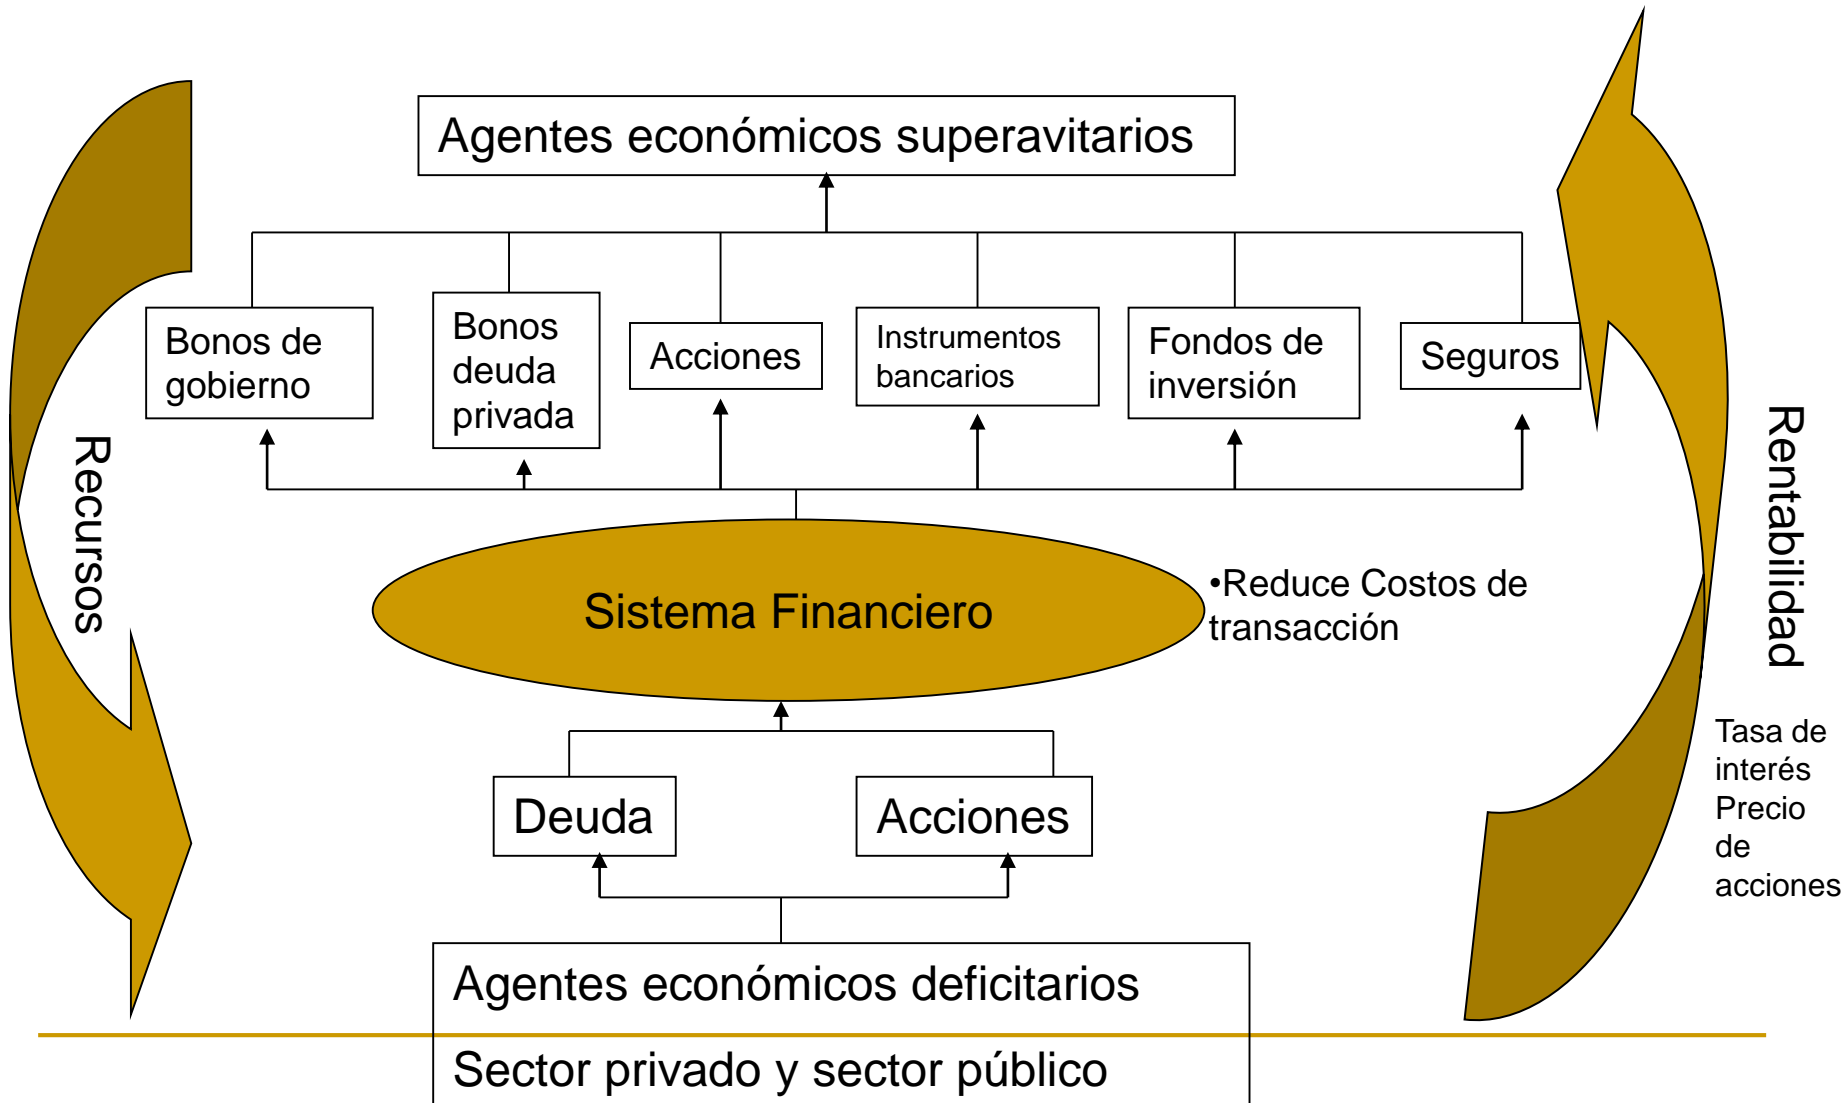 Agentes económicos superavitarios
Bonos de
gobierno
Bonos
deuda
privada
Acciones
Instrumentos
bancarios
Fondos de
inversión
Seguros
Recursos
Rentabilidad
Sistema Financiero
•Reduce Costos de
transacción
Tasa de
interés
Precio
de
acciones
Deuda
Acciones
Agentes económicos deficitarios
Sector privado y sector público